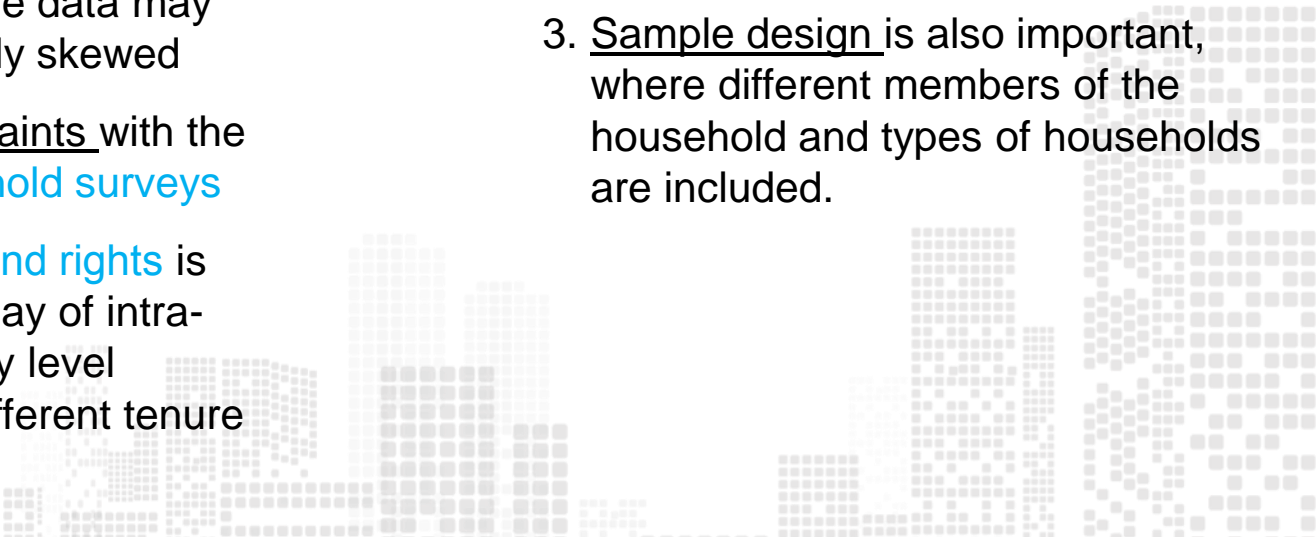 e data may
ly skewed
aints with the
hold surveys
nd rights is
ay of intra-
y level
fferent tenure
3. Sample design is also important,
where different members of the
household and types of households
are included.